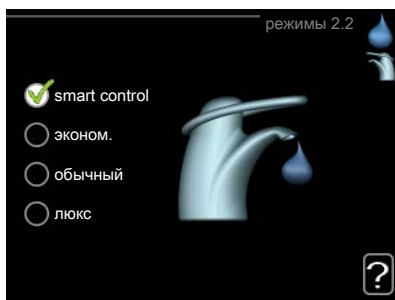 режимы 2.2
smart control
эконом.
обычный
люкс
?